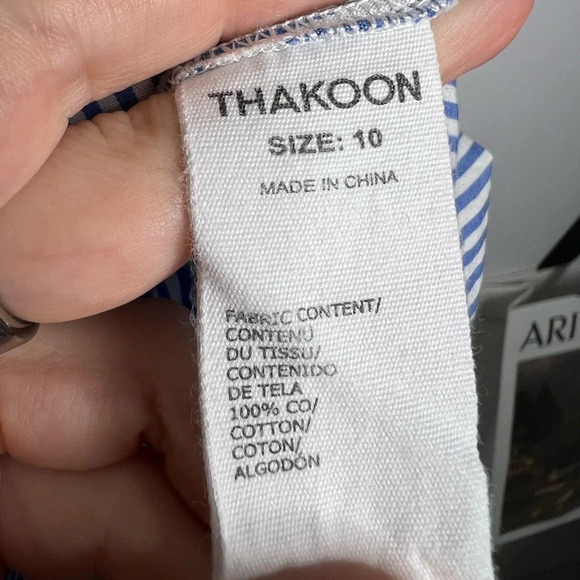 THAKOON
SIZE: 10
MADE IN CHINA
FABRIC CONTENT/
CONTENU
DU TISSU/
CONTENIDO
DE TELA
100% CO/
COTTON/
COTON/
ALGODÓN
ARI